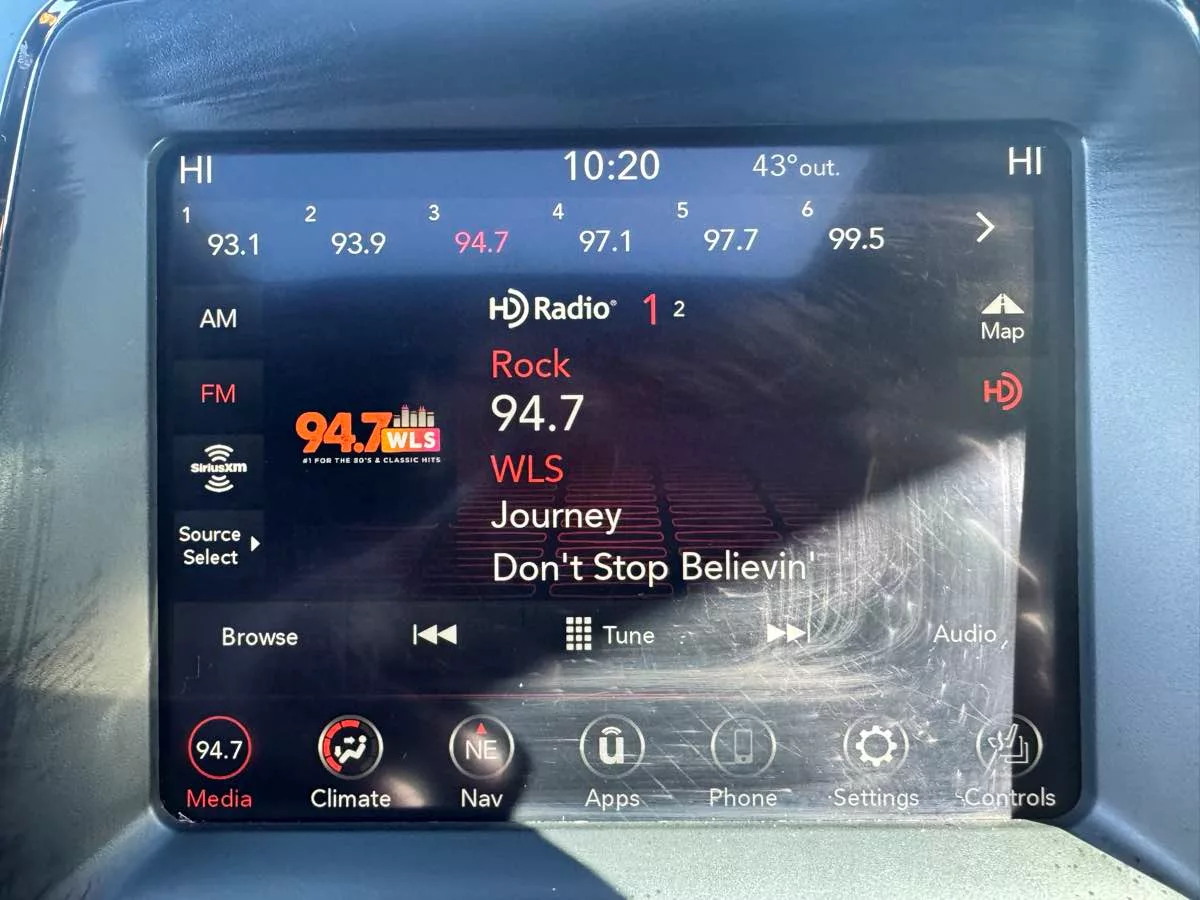 HI 10:20 43°out. HI
1 2 3 4 5 6
93.1 93.9 94.7 97.1 97.7 99.5
HD Radio® 1 2
AM
Map
Rock
FM
HD
94.7
94.7 WLS
#1 FOR THE 80'S & CLASSIC HITS
WLS
SiriusXM
Journey
Source
Select
Don't Stop Believin'
Browse Tune Audio
94.7 NE u
Media Climate Nav Apps Phone Settings Controls